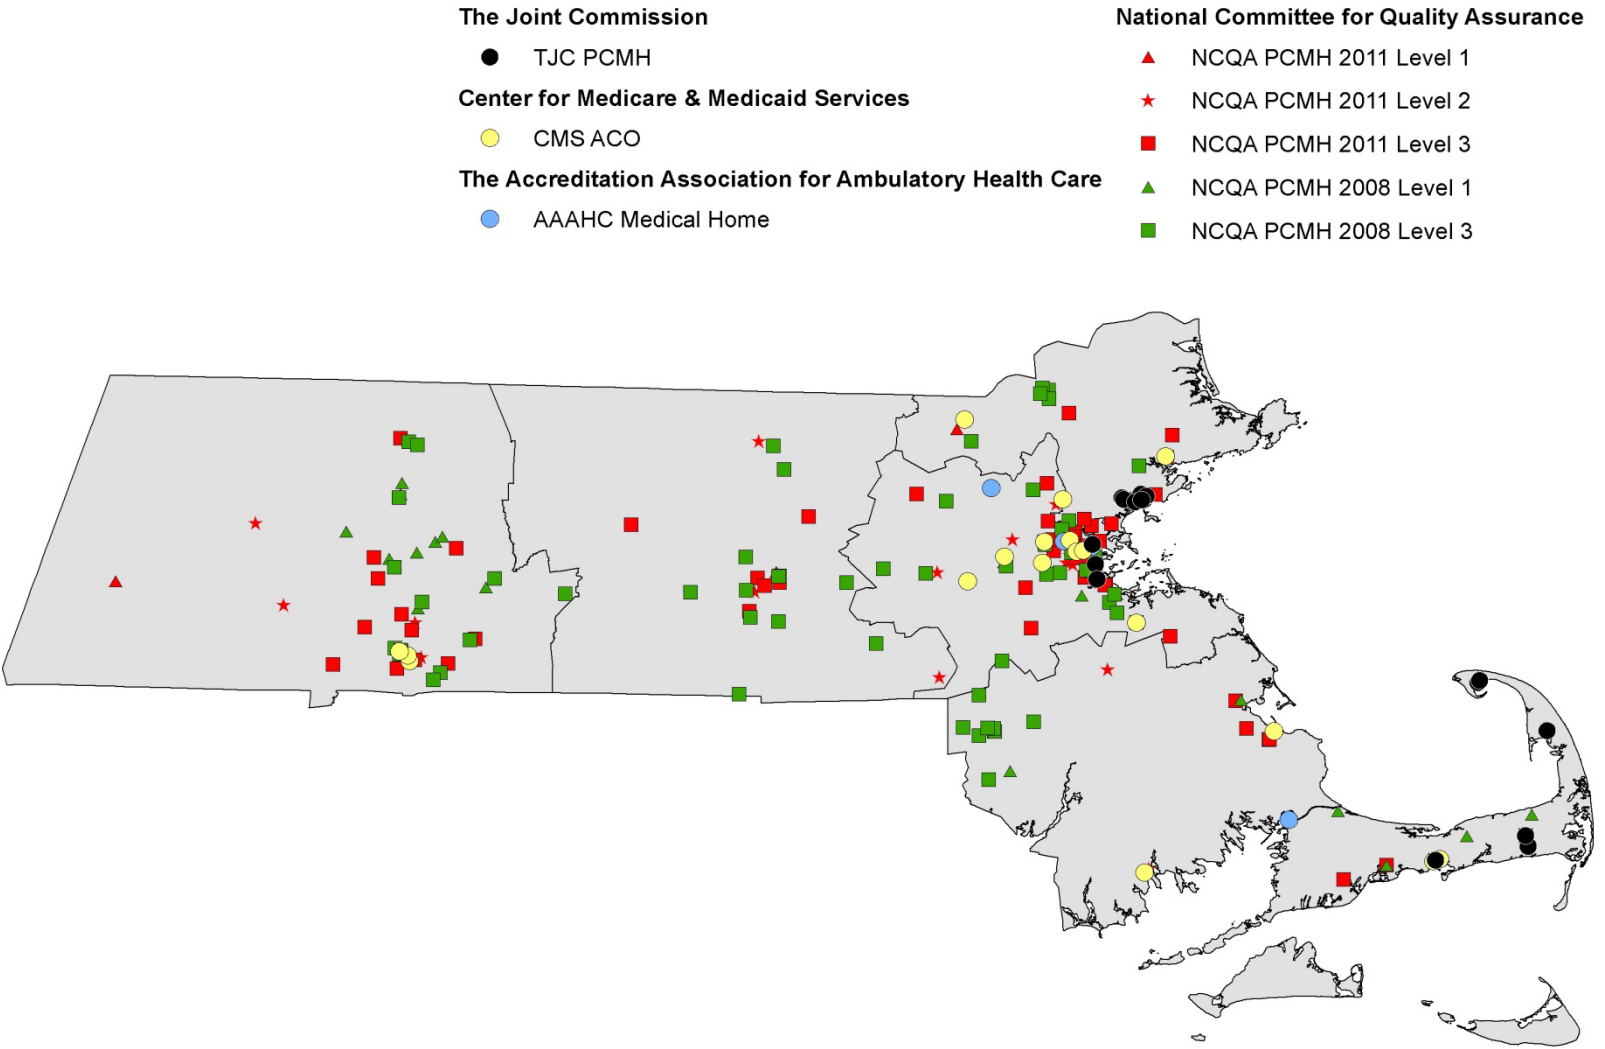 The Joint Commission
TJC PCMH
Center for Medicare & Medicaid Services
CMS ACO
The Accreditation Association for Ambulatory Health Care
AAAHC Medical Home
National Committee for Quality Assurance
NCQA PCMH 2011 Level 1
NCQA PCMH 2011 Level 2
NCQA PCMH 2011 Level 3
NCQA PCMH 2008 Level 1
NCQA PCMH 2008 Level 3